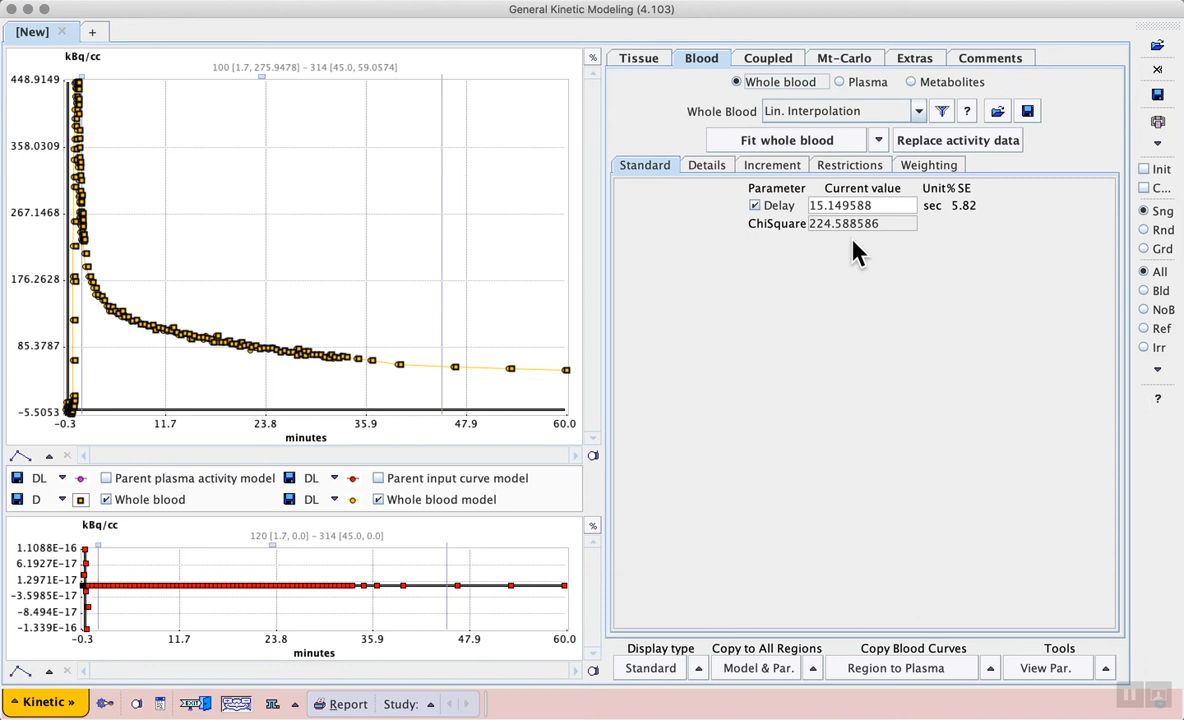 General Kinetic Modeling (4.103)
[New]
+
kBq/cc
100 [1.7, 275.9478] – 314 [45.0, 59.0574]
%
448.9149
358.0309
267.1468
176.2628
85.3787
-5.5053
-0.3
11.7
23.8
35.9
47.9
60.0
minutes
DL
Parent plasma activity model
DL
Parent input curve model
D
Whole blood
DL
Whole blood model
kBq/cc
120 [1.7, 0.0] – 314 [45.0, 0.0]
%
1.1088E-16
6.1927E-17
1.2971E-17
-3.5985E-17
-8.494E-17
-1.339E-16
-0.3
11.7
23.8
35.9
47.9
60.0
minutes
Tissue
Blood
Coupled
Mt-Carlo
Extras
Comments
Whole blood
Plasma
Metabolites
Whole Blood
Lin. Interpolation
?
Fit whole blood
Replace activity data
Standard
Details
Increment
Restrictions
Weighting
Parameter
Current value
Unit
% SE
Delay
15.149588
sec
5.82
ChiSquare
224.588586
Display type
Copy to All Regions
Copy Blood Curves
Tools
Standard
Model & Par.
Region to Plasma
View Par.
Init
C...
Sng
Rnd
Grd
All
Bld
NoB
Ref
Irr
?
Kinetic »
Report
Study: